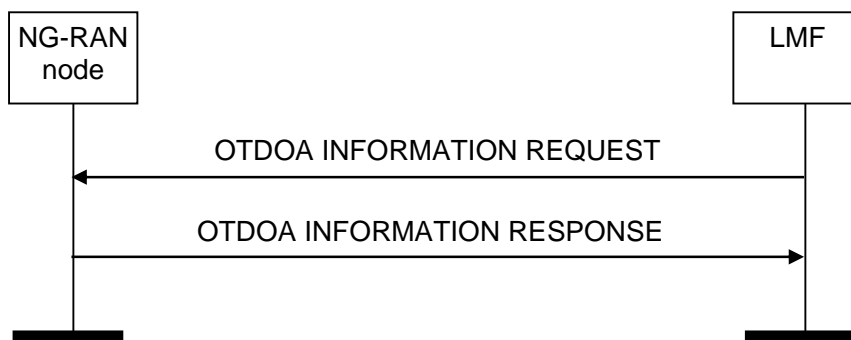 NG-RAN
node
LMF
OTDOA INFORMATION REQUEST
OTDOA INFORMATION RESPONSE